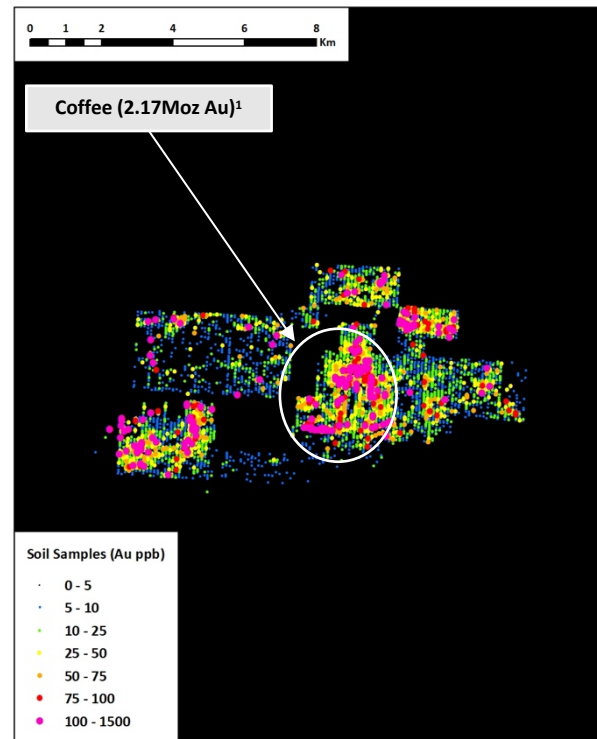 0 1 2 4 6 8
Km
Coffee (2.17Moz Au)¹
Soil Samples (Au ppb)
0 - 5
5 - 10
10 - 25
25 - 50
50 - 75
75 - 100
100 - 1500